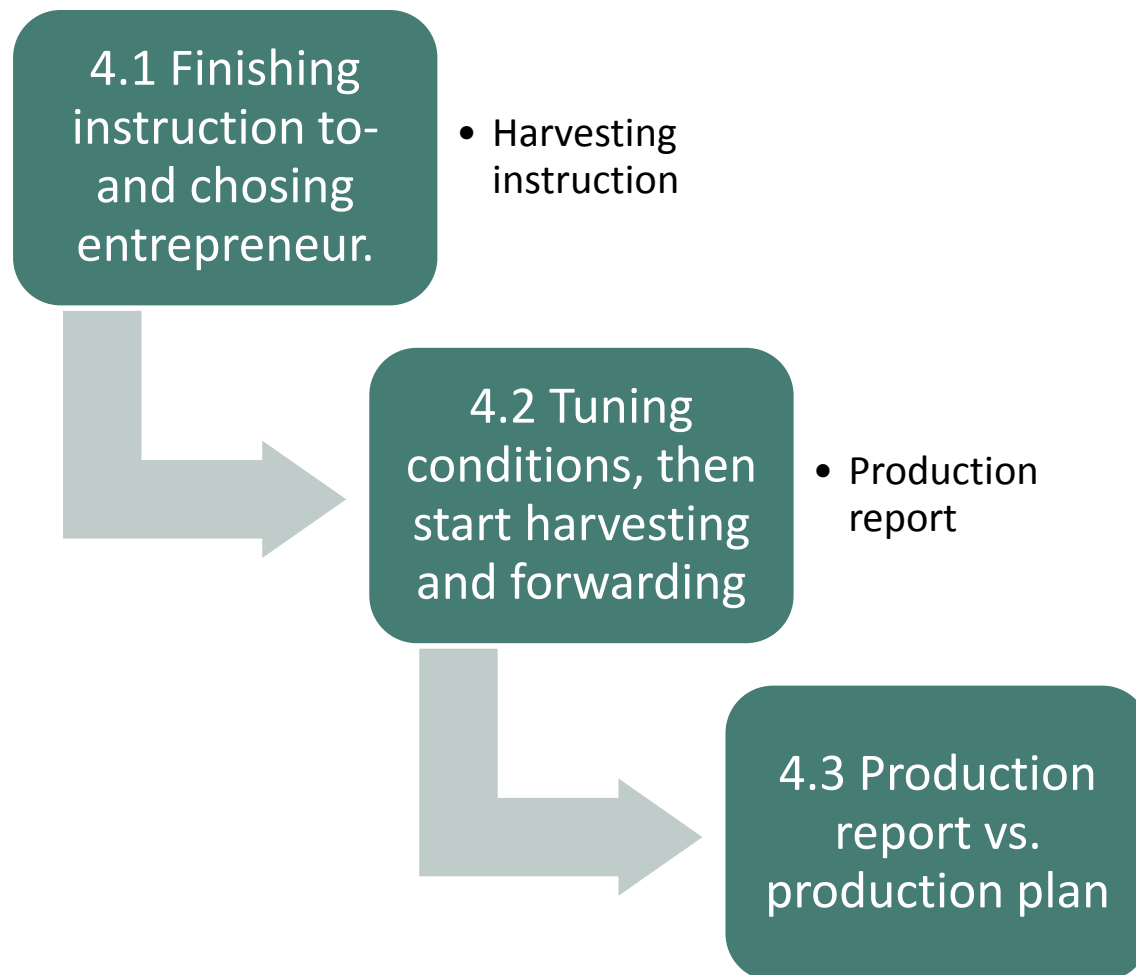 4.1 Finishing
instruction to-
and chosing
entrepreneur.
• Harvesting
instruction
4.2 Tuning
conditions, then
start harvesting
and forwarding
• Production
report
4.3 Production
report vs.
production plan